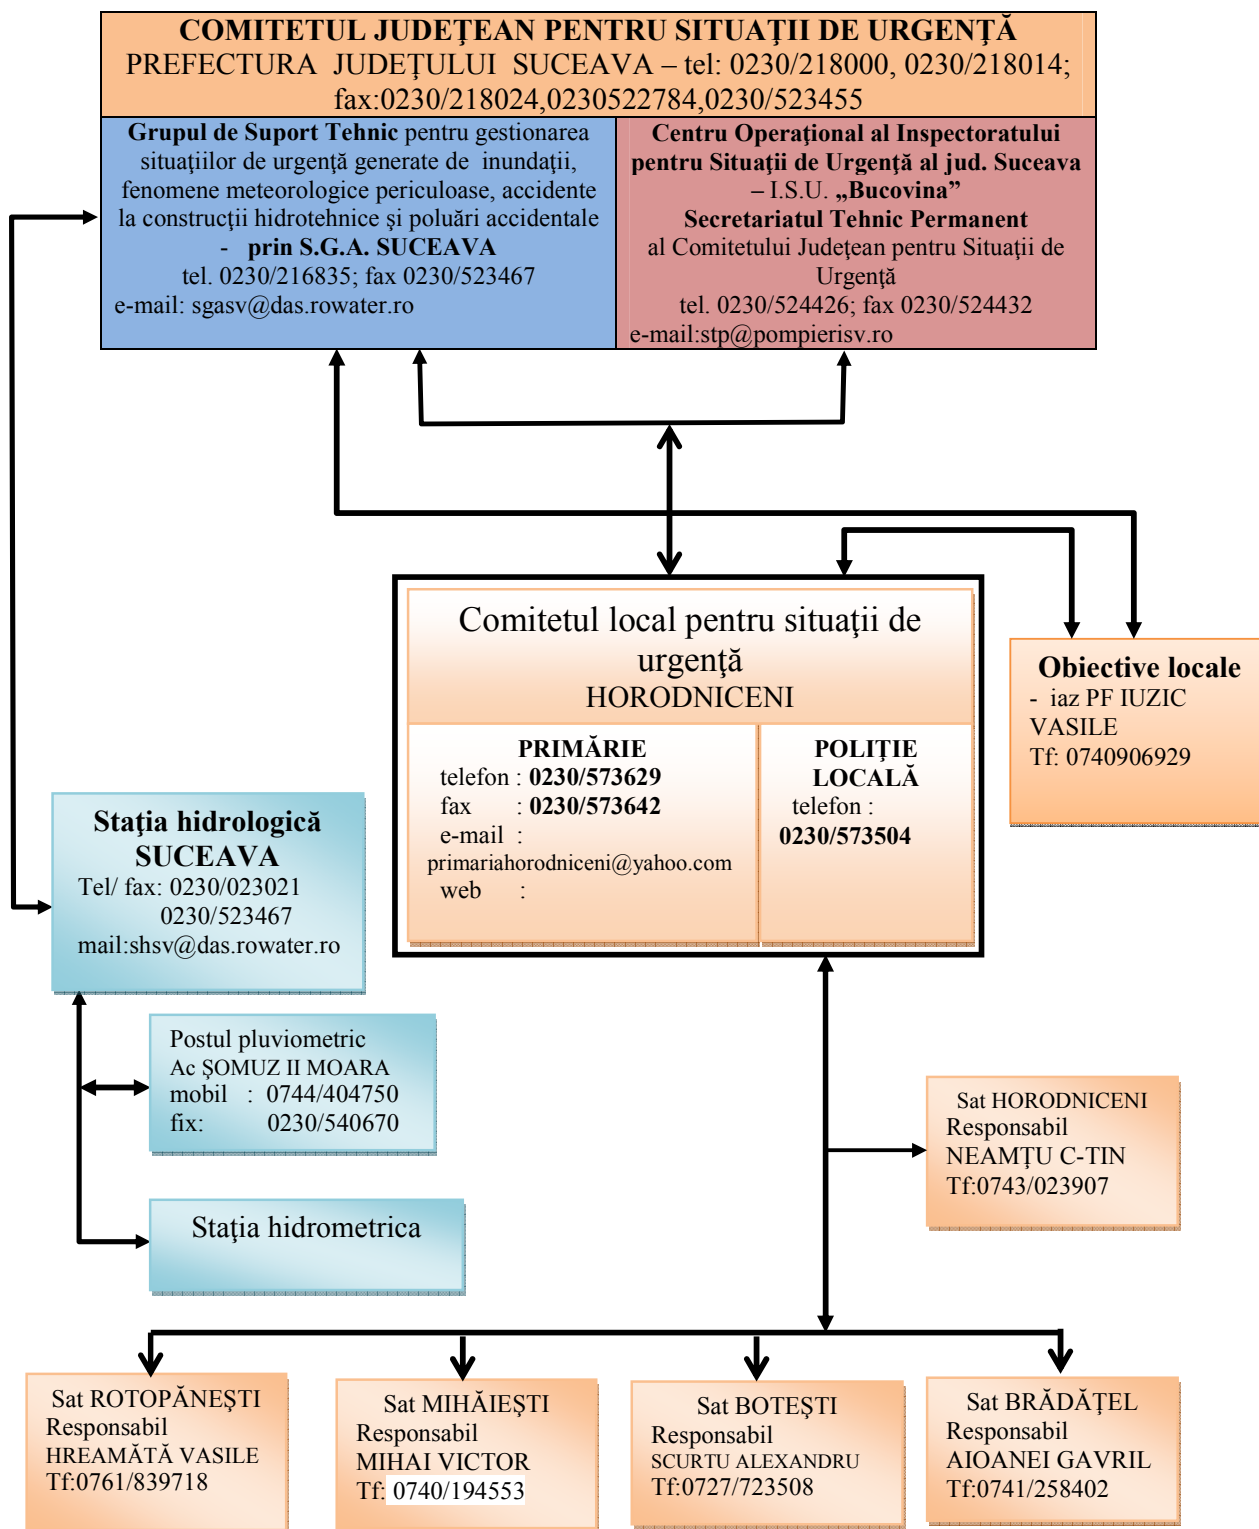 COMITETUL JUDEŢEAN PENTRU SITUAŢII DE URGENŢĂ
PREFECTURA JUDEŢULUI SUCEAVA – tel: 0230/218000, 0230/218014;
fax:0230/218024,0230522784,0230/523455
Grupul de Suport Tehnic pentru gestionarea
situaţiilor de urgenţă generate de inundaţii,
fenomene meteorologice periculoase, accidente
la construcţii hidrotehnice şi poluări accidentale
- prin S.G.A. SUCEAVA
tel. 0230/216835; fax 0230/523467
e-mail: sgasv@das.rowater.ro
Centru Operaţional al Inspectoratului
pentru Situaţii de Urgenţă al jud. Suceava
– I.S.U. „Bucovina”
Secretariatul Tehnic Permanent
al Comitetului Judeţean pentru Situaţii de
Urgenţă
tel. 0230/524426; fax 0230/524432
e-mail:stp@pompierisv.ro
Comitetul local pentru situaţii de
urgenţă
HORODNICENI
PRIMĂRIE
telefon : 0230/573629
fax : 0230/573642
e-mail :
primariahorodniceni@yahoo.com
web :
POLIŢIE
LOCALĂ
telefon :
0230/573504
Obiective locale
- iaz PF IUZIC
VASILE
Tf: 0740906929
Staţia hidrologică
SUCEAVA
Tel/ fax: 0230/023021
0230/523467
mail:shsv@das.rowater.ro
Postul pluviometric
Ac ŞOMUZ II MOARA
mobil : 0744/404750
fix: 0230/540670
Staţia hidrometrica
Sat HORODNICENI
Responsabil
NEAMŢU C-TIN
Tf:0743/023907
Sat ROTOPĂNEŞTI
Responsabil
HREAMĂTĂ VASILE
Tf:0761/839718
Sat MIHĂIEŞTI
Responsabil
MIHAI VICTOR
Tf: 0740/194553
Sat BOTEŞTI
Responsabil
SCURTU ALEXANDRU
Tf:0727/723508
Sat BRĂDĂŢEL
Responsabil
AIOANEI GAVRIL
Tf:0741/258402